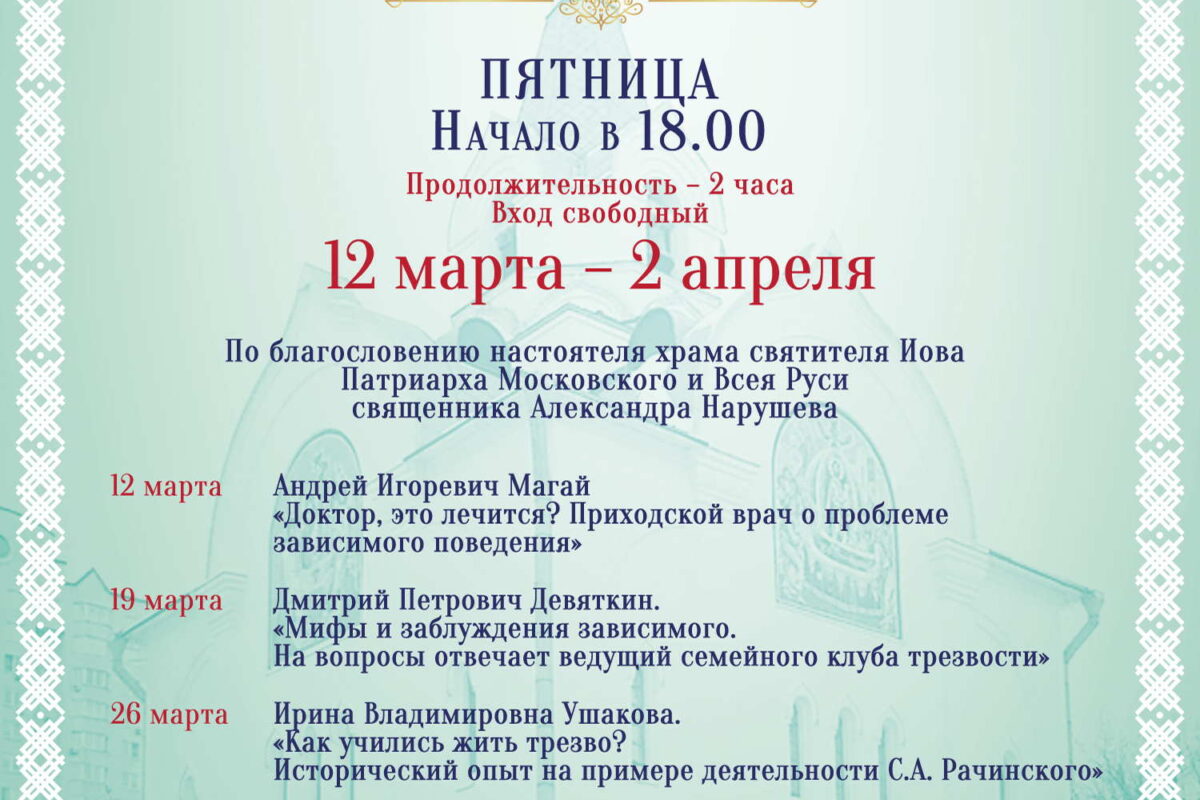 ПЯТНИЦА
Начало в 18.00
Продолжительность – 2 часа
Вход свободный
12 марта – 2 апреля
По благословению настоятеля храма святителя Иова
Патриарха Московского и Всея Руси
священника Александра Нарушева
12 марта Андрей Игоревич Магай
«Доктор, это лечится? Приходской врач о проблеме
зависимого поведения»
19 марта Дмитрий Петрович Девяткин.
«Мифы и заблуждения зависимого.
На вопросы отвечает ведущий семейного клуба трезвости»
26 марта Ирина Владимировна Ушакова.
«Как учились жить трезво?
Исторический опыт на примере деятельности С.А. Рачинского»